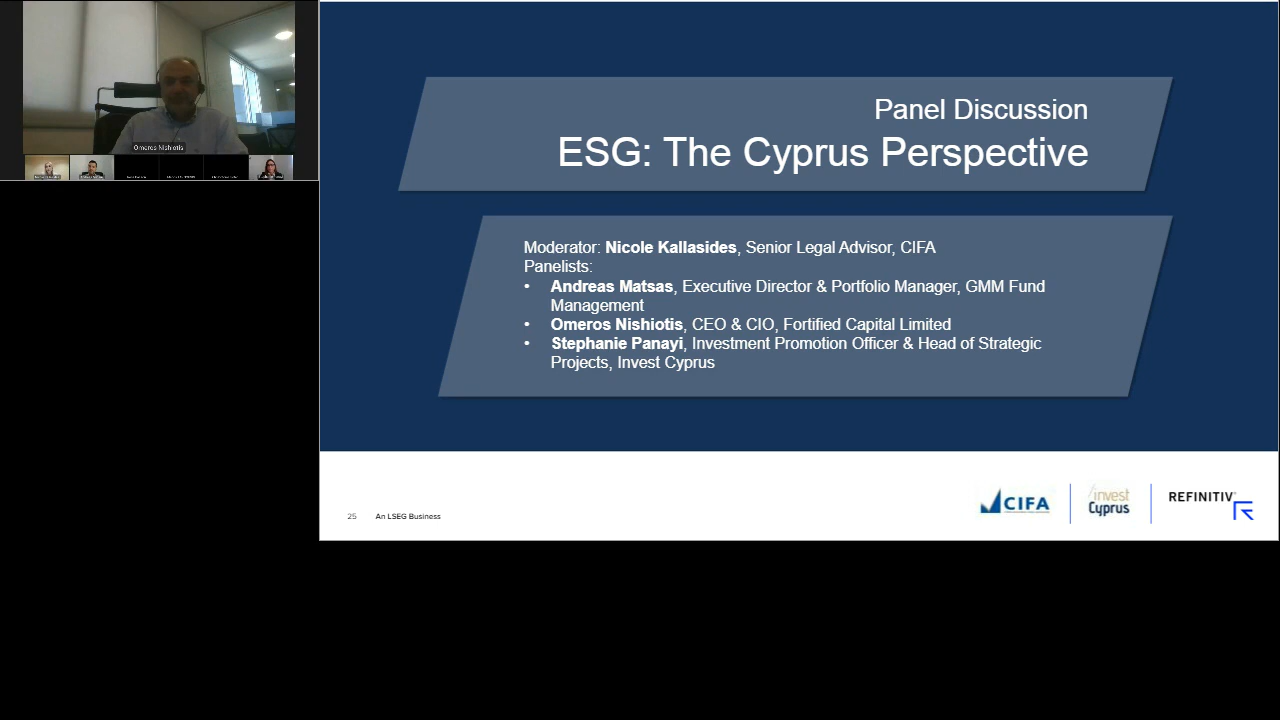 Omeros Nishiotis
Panel Discussion
ESG: The Cyprus Perspective
Moderator: Nicole Kallasides, Senior Legal Advisor, CIFA
Panelists:
• Andreas Matsas, Executive Director & Portfolio Manager, GMM Fund
Management
• Omeros Nishiotis, CEO & CIO, Fortified Capital Limited
• Stephanie Panayi, Investment Promotion Officer & Head of Strategic
Projects, Invest Cyprus
25 An LSEG Business
CIFA
invest
Cyprus
REFINITIV